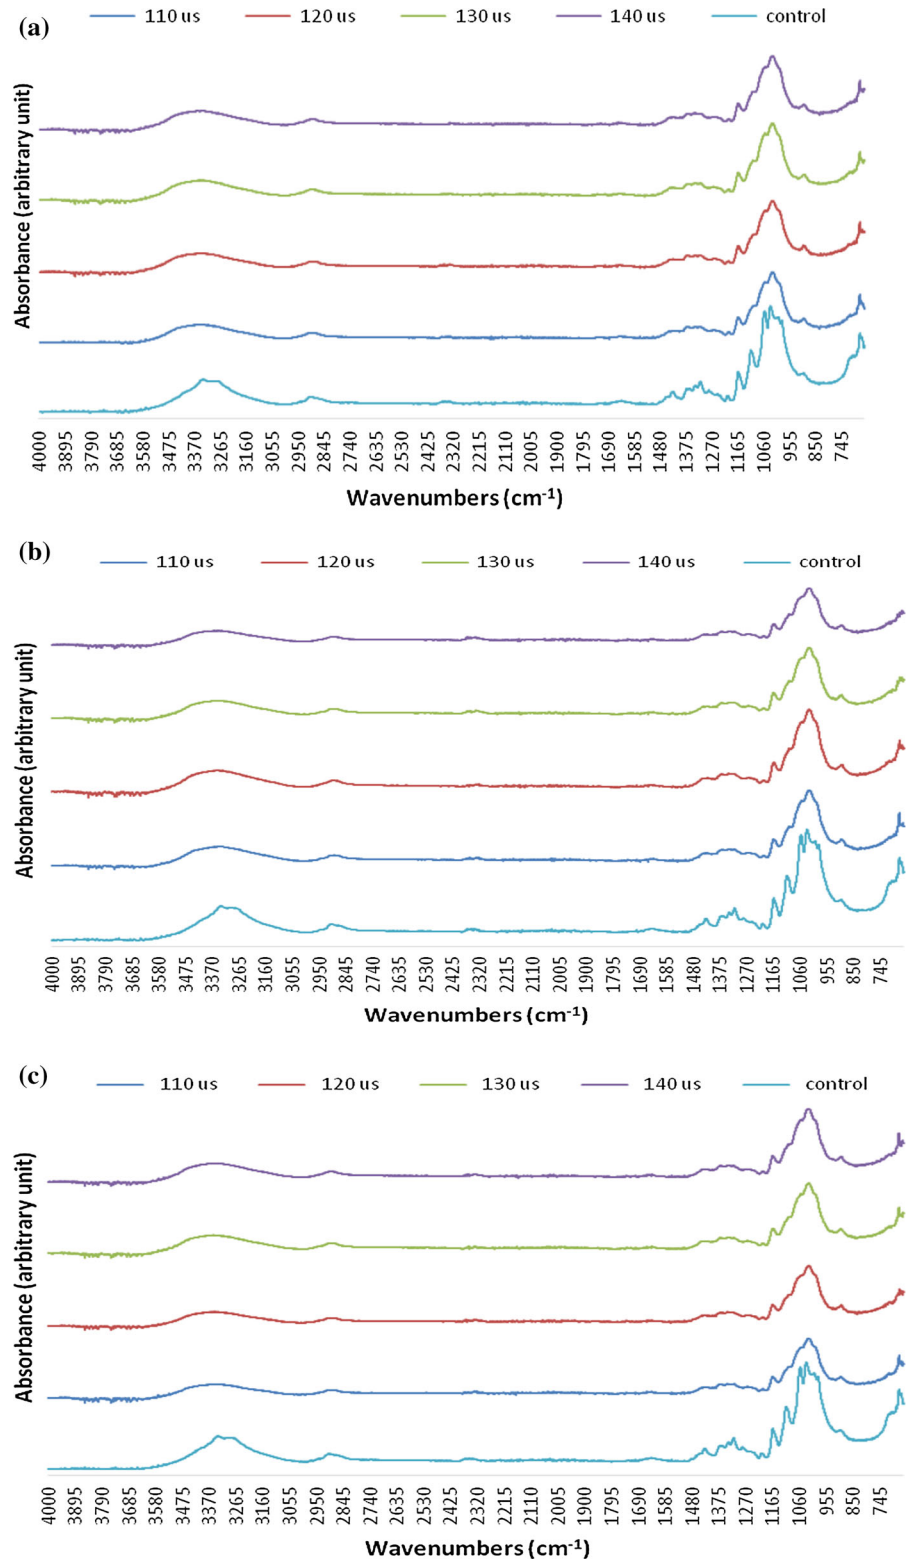 (a)
110 us 120 us 130 us 140 us control
Absorbance (arbitrary unit)
4000 3895 3790 3685 3580 3475 3370 3265 3160 3055 2950 2845 2740 2635 2530 2425 2320 2215 2110 2005 1900 1795 1690 1585 1480 1375 1270 1165 1060 955 850 745
Wavenumbers (cm-1)
(b)
110 us 120 us 130 us 140 us control
Absorbance (arbitrary unit)
4000 3895 3790 3685 3580 3475 3370 3265 3160 3055 2950 2845 2740 2635 2530 2425 2320 2215 2110 2005 1900 1795 1690 1585 1480 1375 1270 1165 1060 955 850 745
Wavenumbers (cm-1)
(c)
110 us 120 us 130 us 140 us control
Absorbance (arbitrary unit)
4000 3895 3790 3685 3580 3475 3370 3265 3160 3055 2950 2845 2740 2635 2530 2425 2320 2215 2110 2005 1900 1795 1690 1585 1480 1375 1270 1165 1060 955 850 745
Wavenumbers (cm-1)